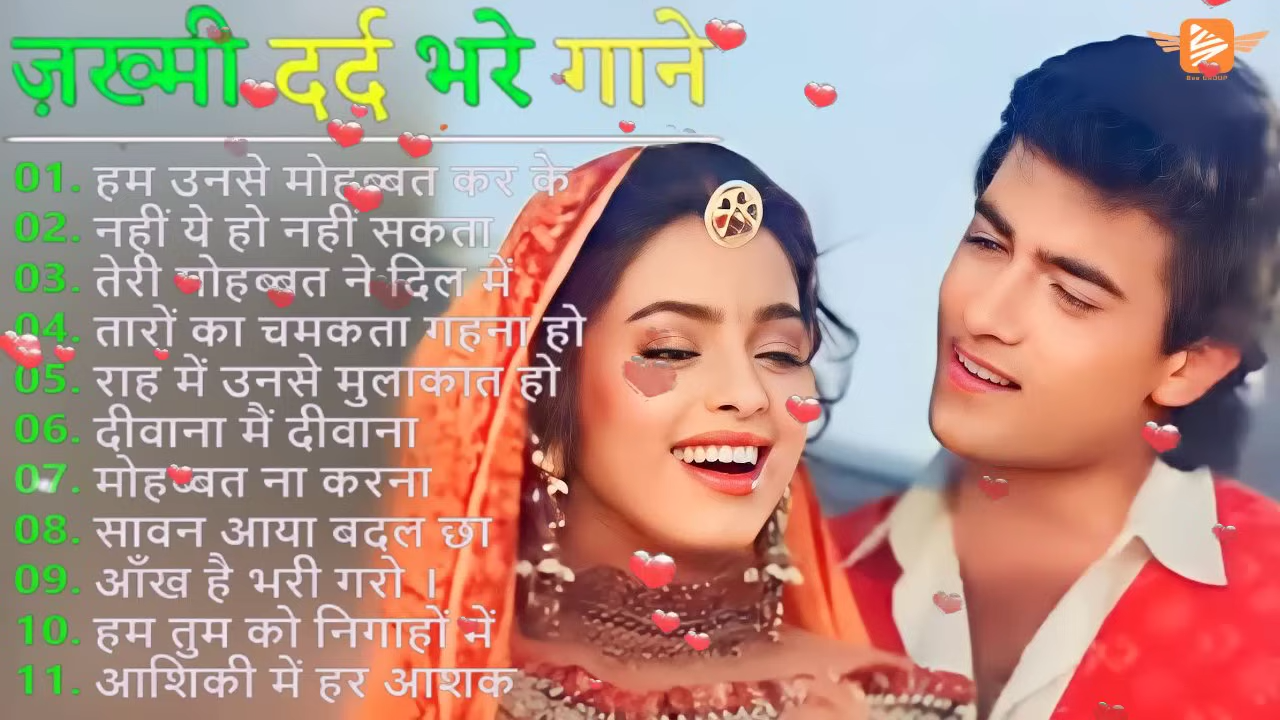 ज़ख्मी दर्द भरे गाने
01. हम उनसे मोहब्बत कर के
02. नहीं ये हो नहीं सकता
03. तेरी मोहब्बत ने दिल में
04. तारों का चमकता गहना हो
05. राह में उनसे मुलाकात हो
06. दीवाना मैं दीवाना
07. मोहब्बत ना करना
08. सावन आया बदल छा
09. आँख है भरी गरो ।
10. हम तुम को निगाहों में
11. आशिकी में हर आशक
Bee GROUP